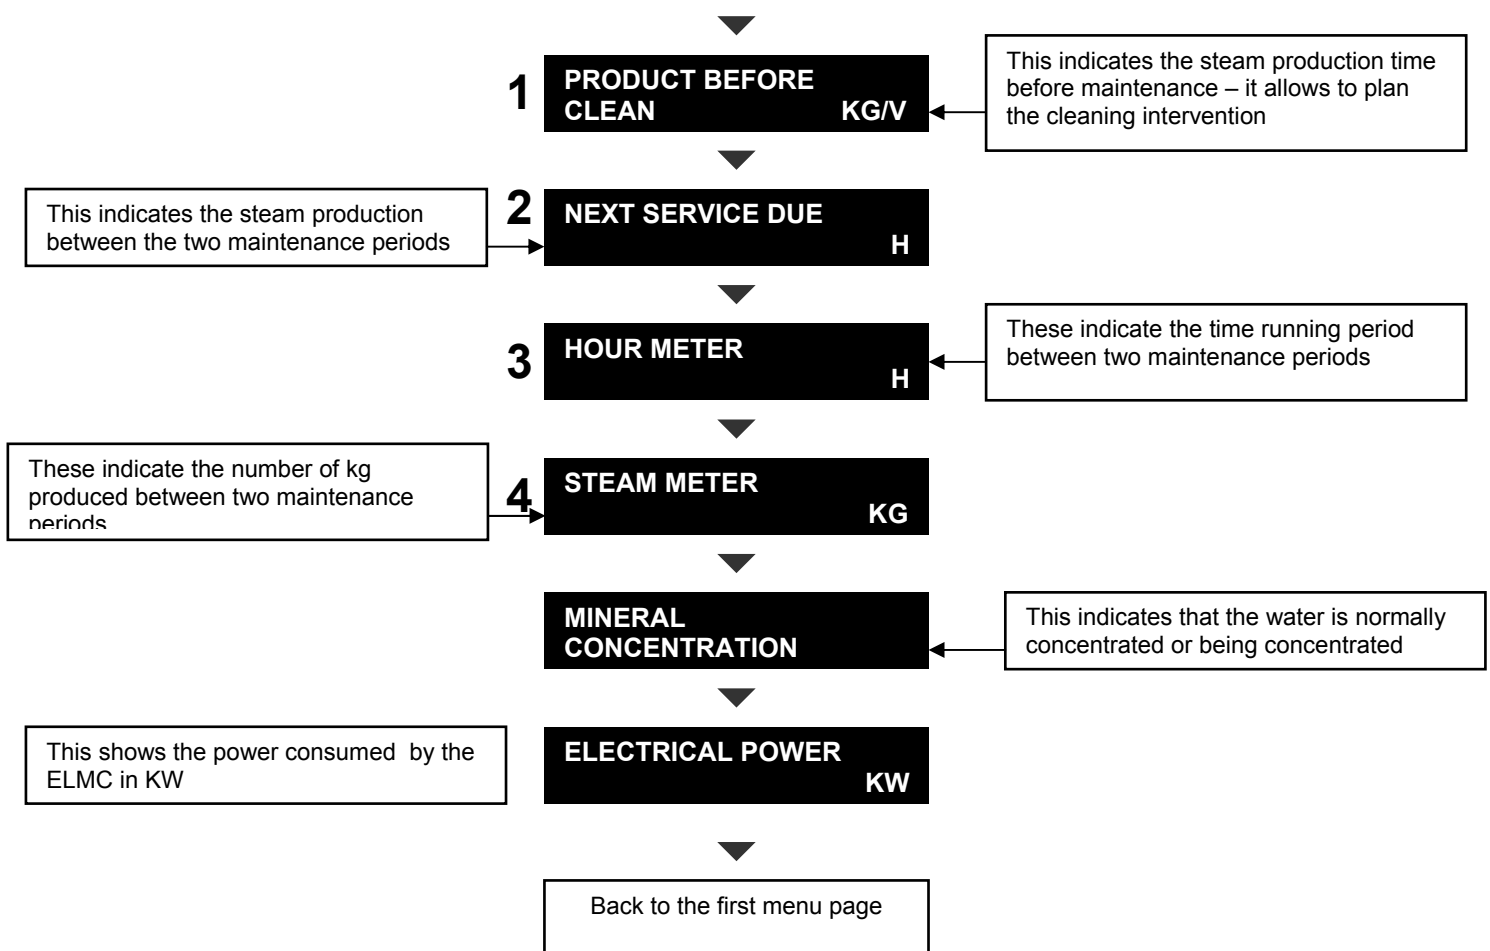 1
PRODUCT BEFORE
CLEAN KG/V
This indicates the steam production time
before maintenance – it allows to plan
the cleaning intervention
This indicates the steam production
between the two maintenance periods
2
NEXT SERVICE DUE
H
3
HOUR METER
H
These indicate the time running period
between two maintenance periods
These indicate the number of kg
produced between two maintenance
periods
4
STEAM METER
KG
MINERAL
CONCENTRATION
This indicates that the water is normally
concentrated or being concentrated
This shows the power consumed by the
ELMC in KW
ELECTRICAL POWER
KW
Back to the first menu page